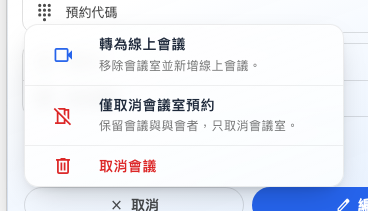 預約代碼
轉為線上會議
移除會議室並新增線上會議。
僅取消會議室預約
保留會議與與會者，只取消會議室。
取消會議
取消